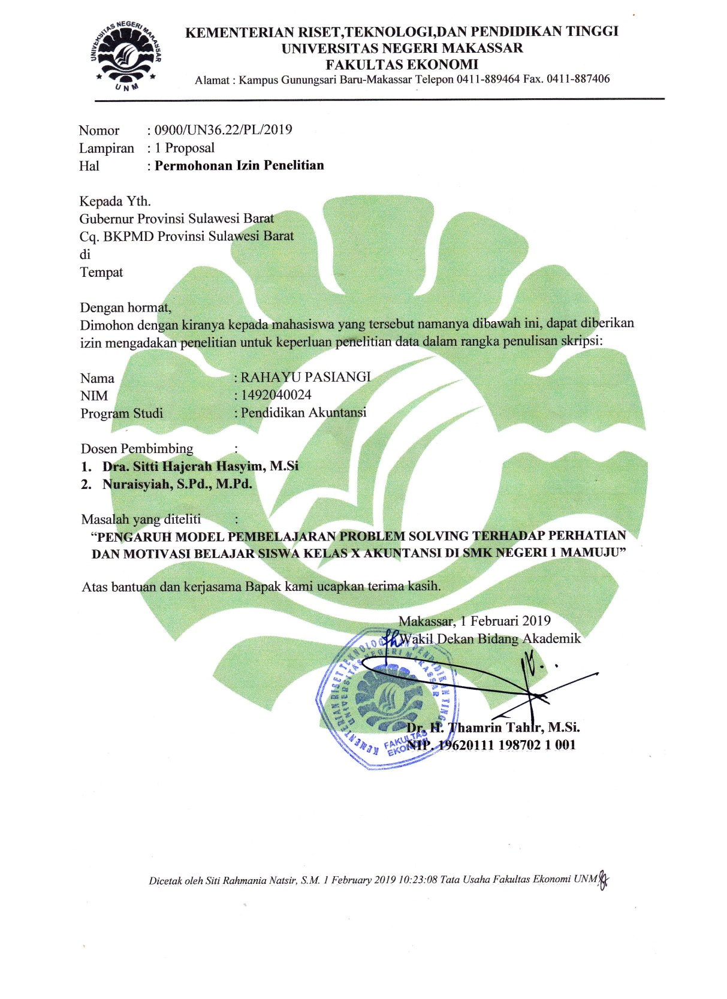 UNIVERSITAS NEGERI MAKASSAR
UNM
KEMENTERIAN RISET,TEKNOLOGI,DAN PENDIDIKAN TINGGI
UNIVERSITAS NEGERI MAKASSAR
FAKULTAS EKONOMI
Alamat : Kampus Gunungsari Baru-Makassar Telepon 0411-889464 Fax. 0411-887406
Nomor : 0900/UN36.22/PL/2019
Lampiran : 1 Proposal
Hal : Permohonan Izin Penelitian
Kepada Yth.
Gubernur Provinsi Sulawesi Barat
Cq. BKPMD Provinsi Sulawesi Barat
di
Tempat
Dengan hormat,
Dimohon dengan kiranya kepada mahasiswa yang tersebut namanya dibawah ini, dapat diberikan
izin mengadakan penelitian untuk keperluan penelitian data dalam rangka penulisan skripsi:
Nama : RAHAYU PASIANGI
NIM : 1492040024
Program Studi : Pendidikan Akuntansi
Dosen Pembimbing :
1. Dra. Sitti Hajerah Hasyim, M.Si
2. Nuraisyiah, S.Pd., M.Pd.
Masalah yang diteliti :
“PENGARUH MODEL PEMBELAJARAN PROBLEM SOLVING TERHADAP PERHATIAN
DAN MOTIVASI BELAJAR SISWA KELAS X AKUNTANSI DI SMK NEGERI 1 MAMUJU”
Atas bantuan dan kerjasama Bapak kami ucapkan terima kasih.
Makassar, 1 Februari 2019
Wakil Dekan Bidang Akademik
KEMENTERIAN RISET TEKNOLOGI DAN PENDIDIKAN TINGGI
UNIVERSITAS NEGERI MAKASSAR
FAKULTAS
EKONOMI
Dr. H. Thamrin Tahir, M.Si.
NIP. 19620111 198702 1 001
Dicetak oleh Siti Rahmania Natsir, S.M. 1 February 2019 10:23:08 Tata Usaha Fakultas Ekonomi UNM